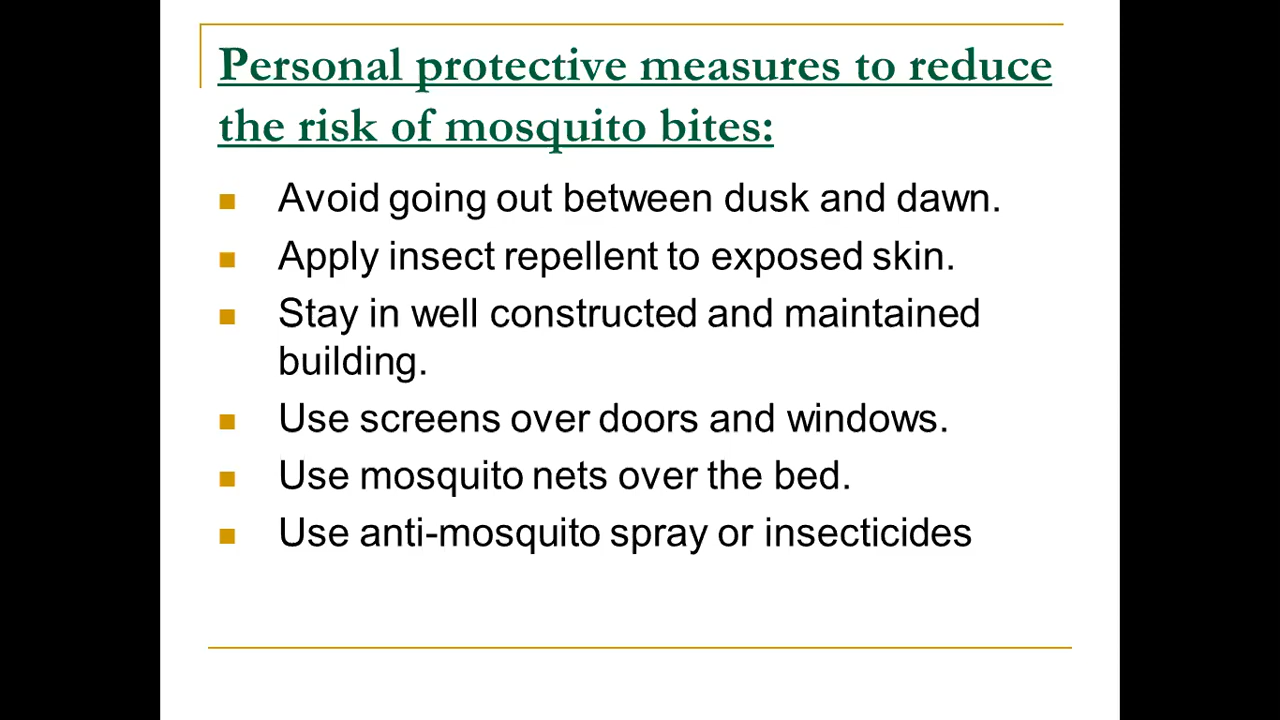 Personal protective measures to reduce
the risk of mosquito bites:
Avoid going out between dusk and dawn.
Apply insect repellent to exposed skin.
Stay in well constructed and maintained
building.
Use screens over doors and windows.
Use mosquito nets over the bed.
Use anti-mosquito spray or insecticides